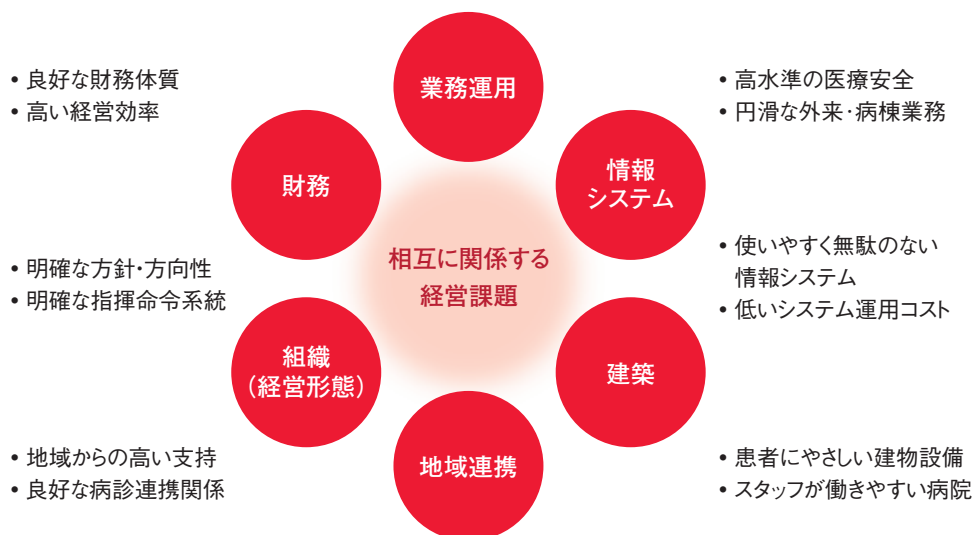 業務運用
• 良好な財務体質
• 高い経営効率
• 高水準の医療安全
• 円滑な外来・病棟業務
財務
情報
システム
相互に関係する
経営課題
• 明確な方針・方向性
• 明確な指揮命令系統
• 使いやすく無駄のない
情報システム
• 低いシステム運用コスト
組織
（経営形態）
建築
地域連携
• 地域からの高い支持
• 良好な病診連携関係
• 患者にやさしい建物設備
• スタッフが働きやすい病院